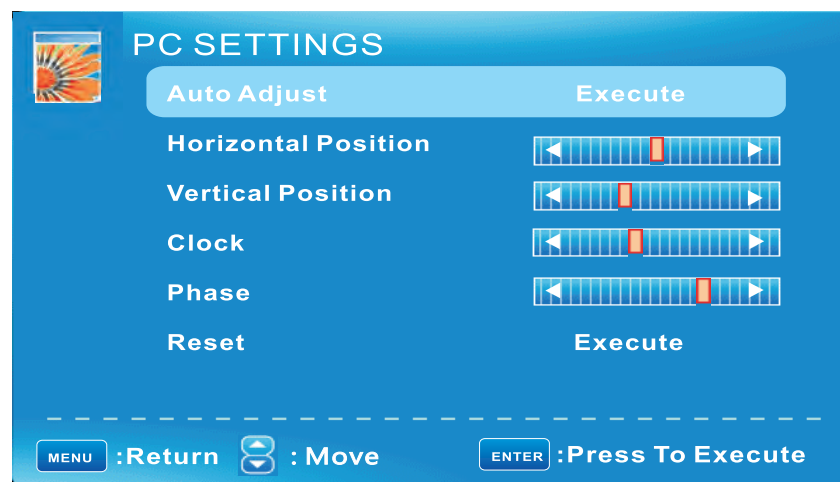 PC SETTINGS
Auto Adjust Execute
Horizontal Position
Vertical Position
Clock
Phase
Reset Execute
MENU :Return : Move ENTER :Press To Execute